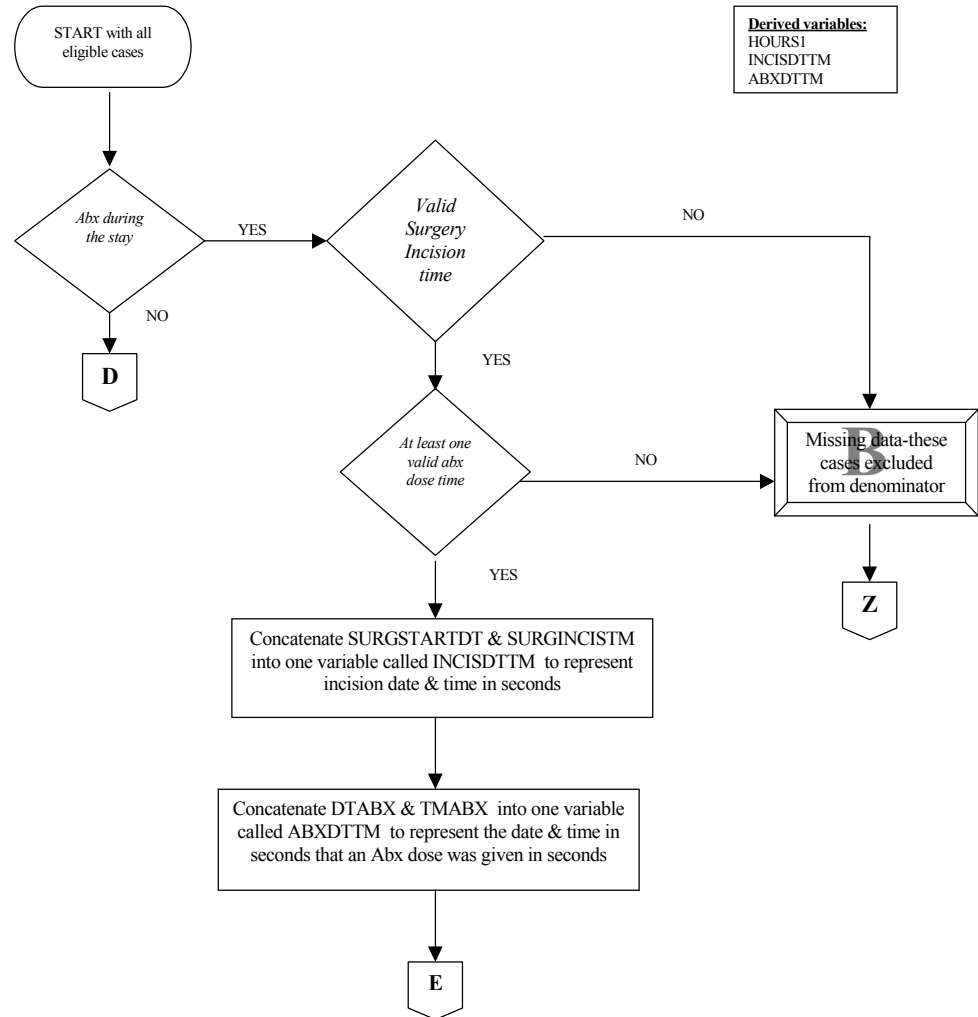 START with all
eligible cases
Derived variables:
HOURS1
INCISDTTM
ABXDTTM
Abx during
the stay
YES
Valid
Surgery
Incision
time
NO
NO
D
YES
At least one
valid abx
dose time
NO
B
Missing data-these
cases excluded
from denominator
YES
Z
Concatenate SURGSTARTDT & SURGINCISTM
into one variable called INCISDTTM to represent
incision date & time in seconds
Concatenate DTABX & TMABX into one variable
called ABXDTTM to represent the date & time in
seconds that an Abx dose was given in seconds
E